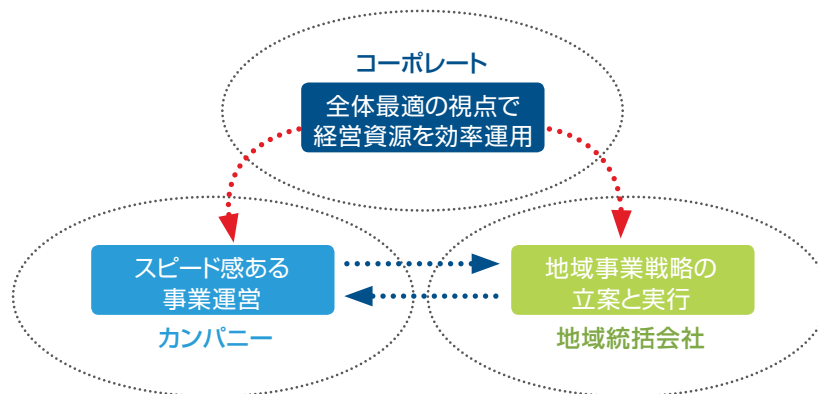 コーポレート
全体最適の視点で
経営資源を効率運用
スピード感ある
事業運営
カンパニー
地域事業戦略の
立案と実行
地域統括会社